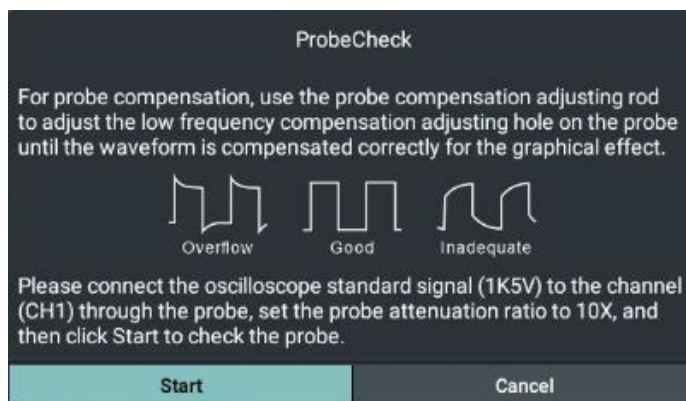 ProbeCheck
For probe compensation, use the probe compensation adjusting rod
to adjust the low frequency compensation adjusting hole on the probe
until the waveform is compensated correctly for the graphical effect.
Overflow Good Inadequate
Please connect the oscilloscope standard signal (1K5V) to the channel
(CH1) through the probe, set the probe attenuation ratio to 10X, and
then click Start to check the probe.
Start Cancel